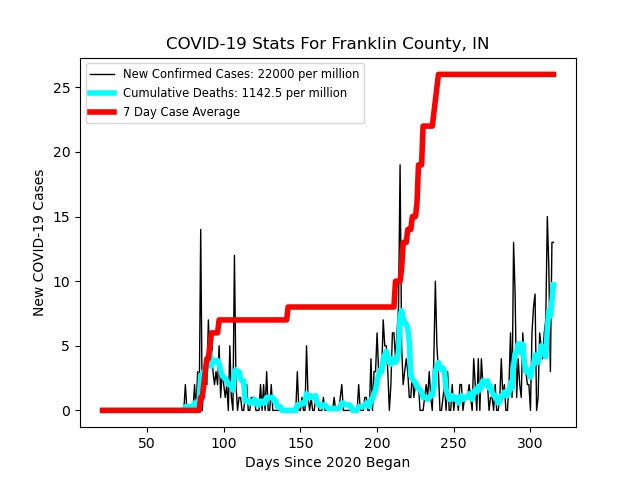 COVID-19 Stats For Franklin County, IN
New Confirmed Cases: 22000 per million
Cumulative Deaths: 1142.5 per million
7 Day Case Average
New COVID-19 Cases
25
20
15
10
5
0
50 100 150 200 250 300
Days Since 2020 Began